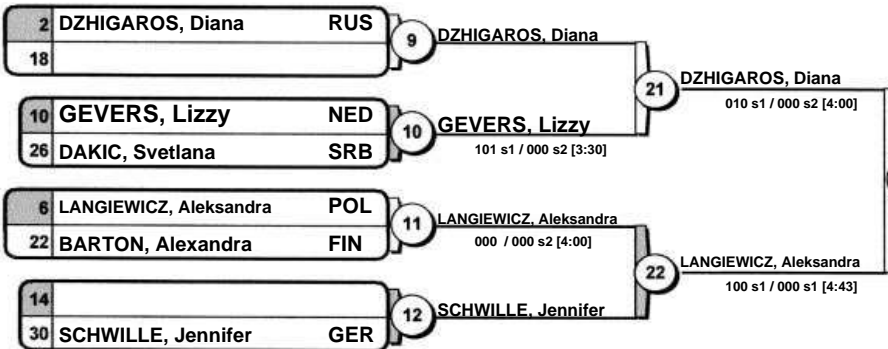 2 DZHIGAROS, Diana RUS
18
9
DZHIGAROS, Diana
10 GEVERS, Lizzy NED
26 DAKIC, Svetlana SRB
10
GEVERS, Lizzy
101 s1 / 000 s2 [3:30]
21
DZHIGAROS, Diana
010 s1 / 000 s2 [4:00]
6 LANGIEWICZ, Aleksandra POL
22 BARTON, Alexandra FIN
11
LANGIEWICZ, Aleksandra
000 / 000 s2 [4:00]
14
30 SCHWILLE, Jennifer GER
12
SCHWILLE, Jennifer
22
LANGIEWICZ, Aleksandra
100 s1 / 000 s1 [4:43]